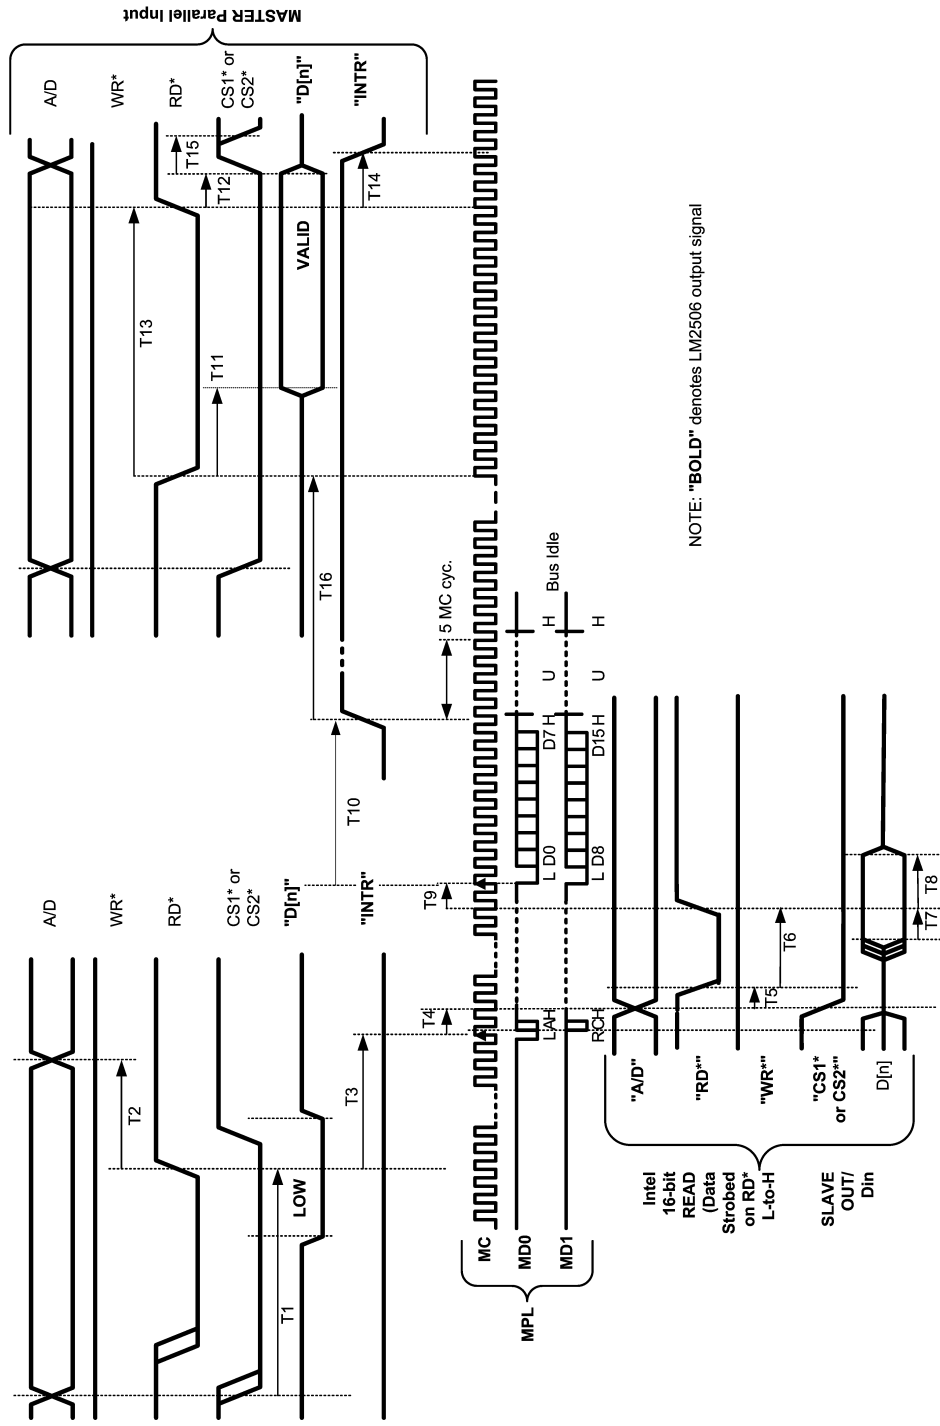 MASTER Parallel Input
A/D
WR*
RD*
CS1* or
CS2*
"D[n]"
"INTR"
A/D
WR*
RD*
CS1* or
CS2*
"D[n]"
"INTR"
T1
T2
T3
LOW
T10
T16
T11
T13
VALID
T12
T15
T14
5 MC cyc.
MPL
MC
MD0
MD1
T4
T9
LAH
L D0
D7 H
U
H
Bus Idle
RCH
L D8
D15H
U
H
Intel
16-bit
READ
(Data
Strobed
on RD*
L-to-H
SLAVE
OUT/
Din
"A/D"
"RD*"
"WR*"
"CS1*
or CS2*"
D[n]
T5
T6
T7
T8
NOTE: "BOLD" denotes LM2506 output signal